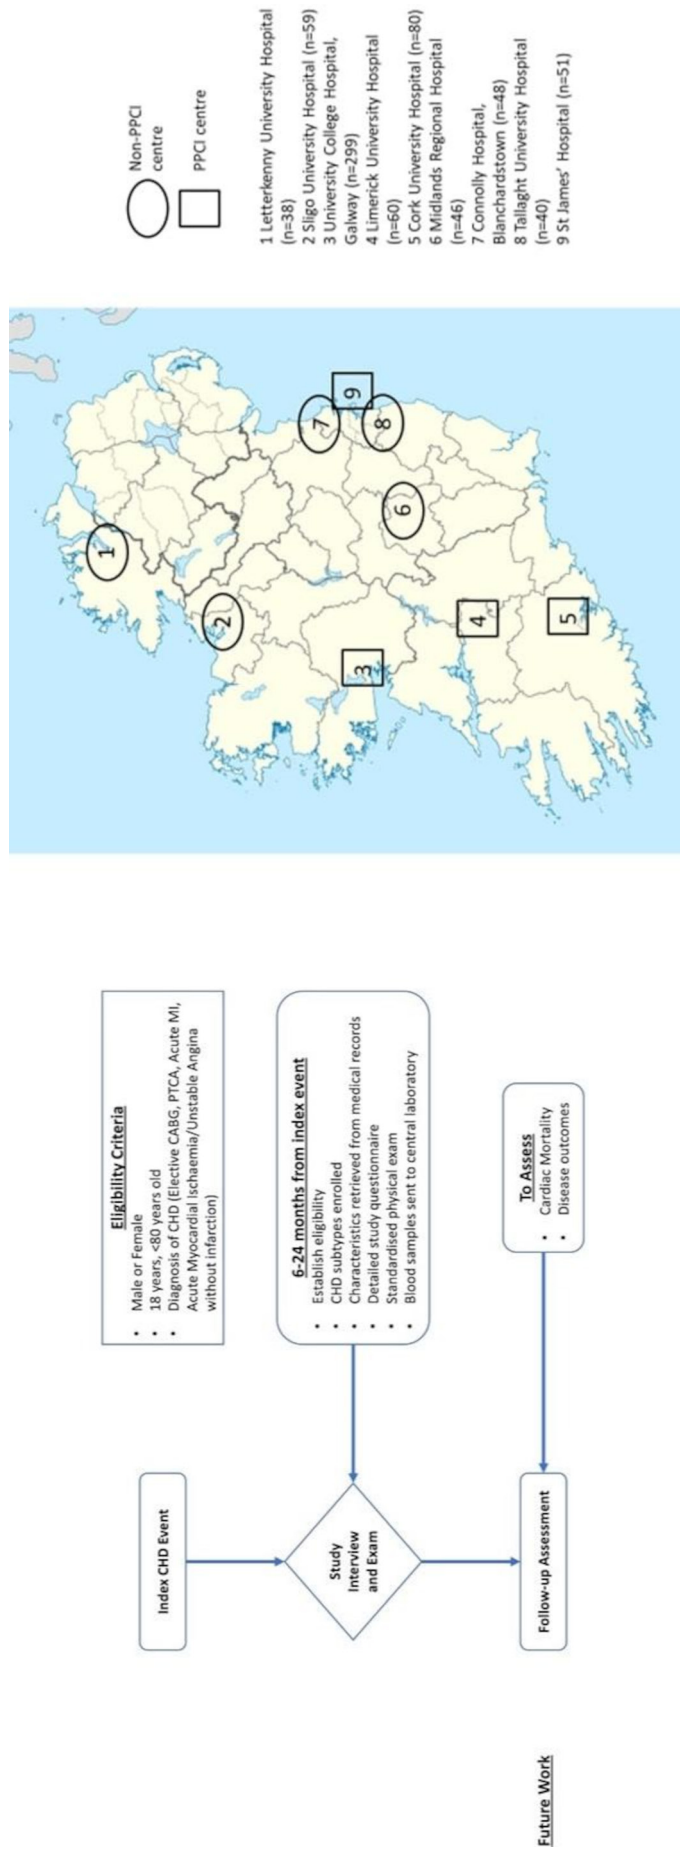 Index CHD Event
Study
Interview
and Exam
Future Work
Follow-up Assessment
Eligibility Criteria
• Male or Female
• 18 years, <80 years old
• Diagnosis of CHD (Elective CABG, PTCA, Acute MI,
Acute Myocardial Ischaemia/Unstable Angina
without infarction)
6-24 months from index event
• Establish eligibility
• CHD subtypes enrolled
• Characteristics retrieved from medical records
• Detailed study questionnaire
• Standardised physical exam
• Blood samples sent to central laboratory
To Assess
• Cardiac Mortality
• Disease outcomes
1
2
3
4
5
6
7
8
9
Non-PPCI
centre
PPCI centre
1 Letterkenny University Hospital
(n=38)
2 Sligo University Hospital (n=59)
3 University College Hospital,
Galway (n=299)
4 Limerick University Hospital
(n=60)
5 Cork University Hospital (n=80)
6 Midlands Regional Hospital
(n=46)
7 Connolly Hospital,
Blanchardstown (n=48)
8 Tallaght University Hospital
(n=40)
9 St James' Hospital (n=51)